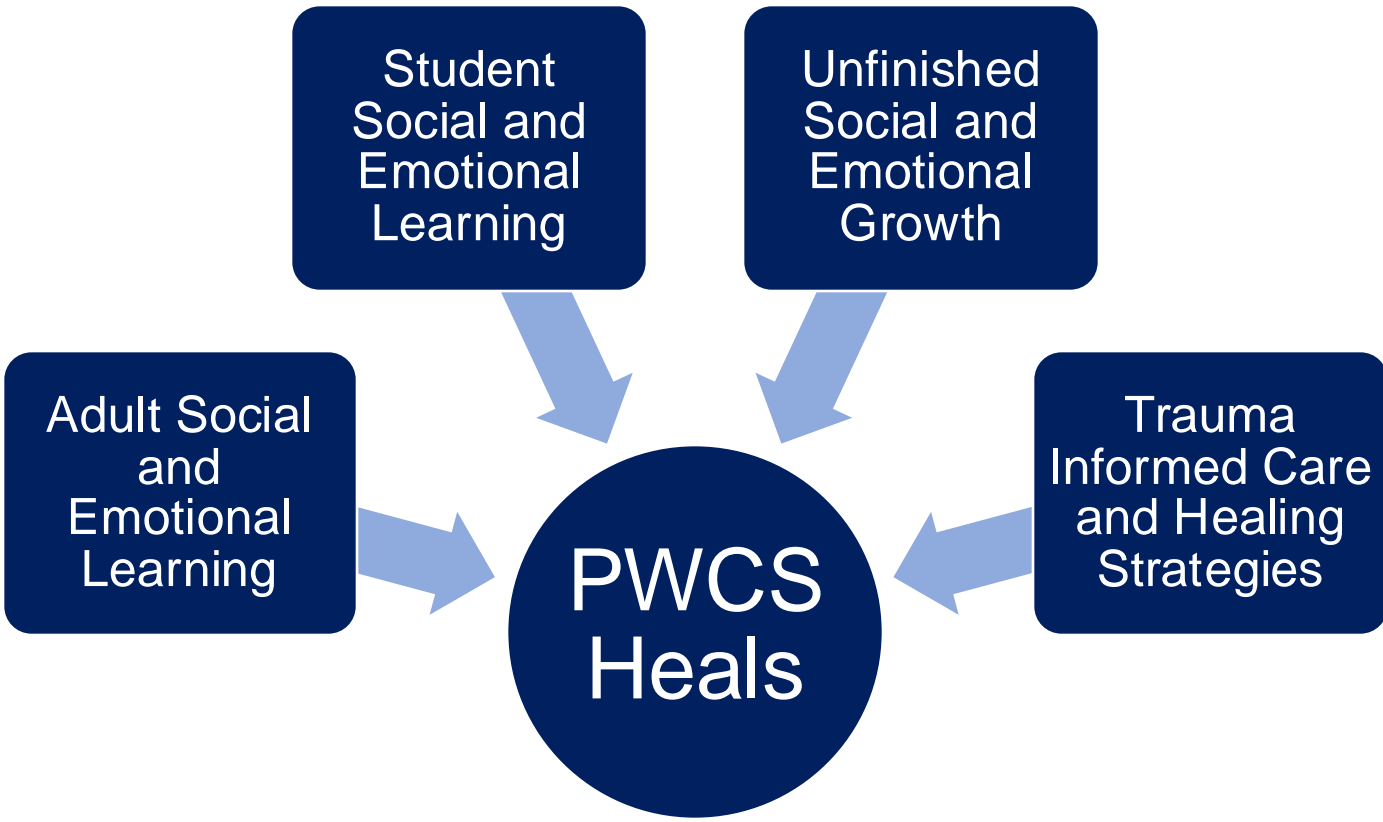 Student
Social and
Emotional
Learning
Unfinished
Social and
Emotional
Growth
Adult Social
and
Emotional
Learning
Trauma
Informed Care
and Healing
Strategies
PWCS
Heals